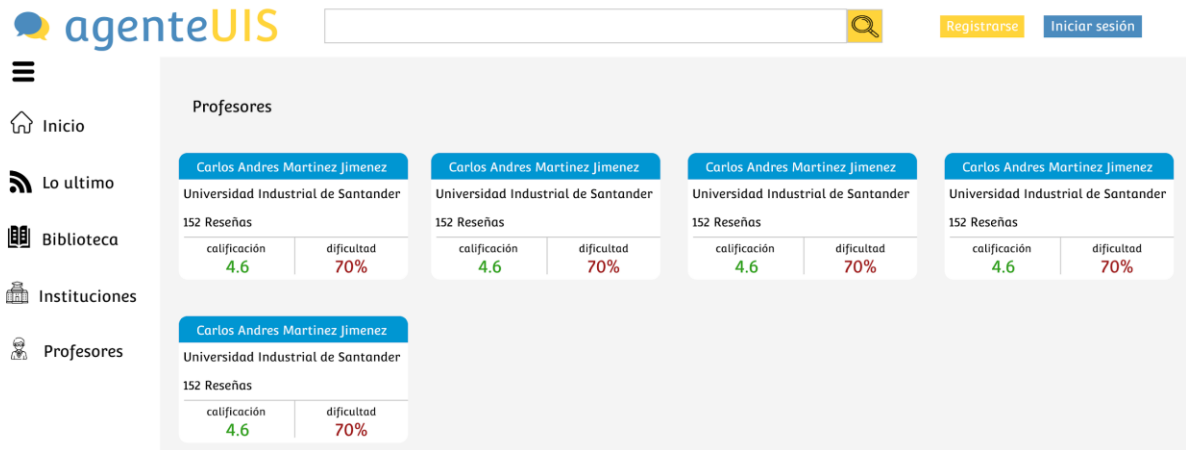 agenteUIS
Registrarse Iniciar sesión
Inicio
Lo ultimo
Biblioteca
Instituciones
Profesores
Profesores
Carlos Andres Martinez Jimenez
Universidad Industrial de Santander
152 Reseñas
calificación dificultad
4.6 70%
Carlos Andres Martinez Jimenez
Universidad Industrial de Santander
152 Reseñas
calificación dificultad
4.6 70%
Carlos Andres Martinez Jimenez
Universidad Industrial de Santander
152 Reseñas
calificación dificultad
4.6 70%
Carlos Andres Martinez Jimenez
Universidad Industrial de Santander
152 Reseñas
calificación dificultad
4.6 70%
Carlos Andres Martinez Jimenez
Universidad Industrial de Santander
152 Reseñas
calificación dificultad
4.6 70%